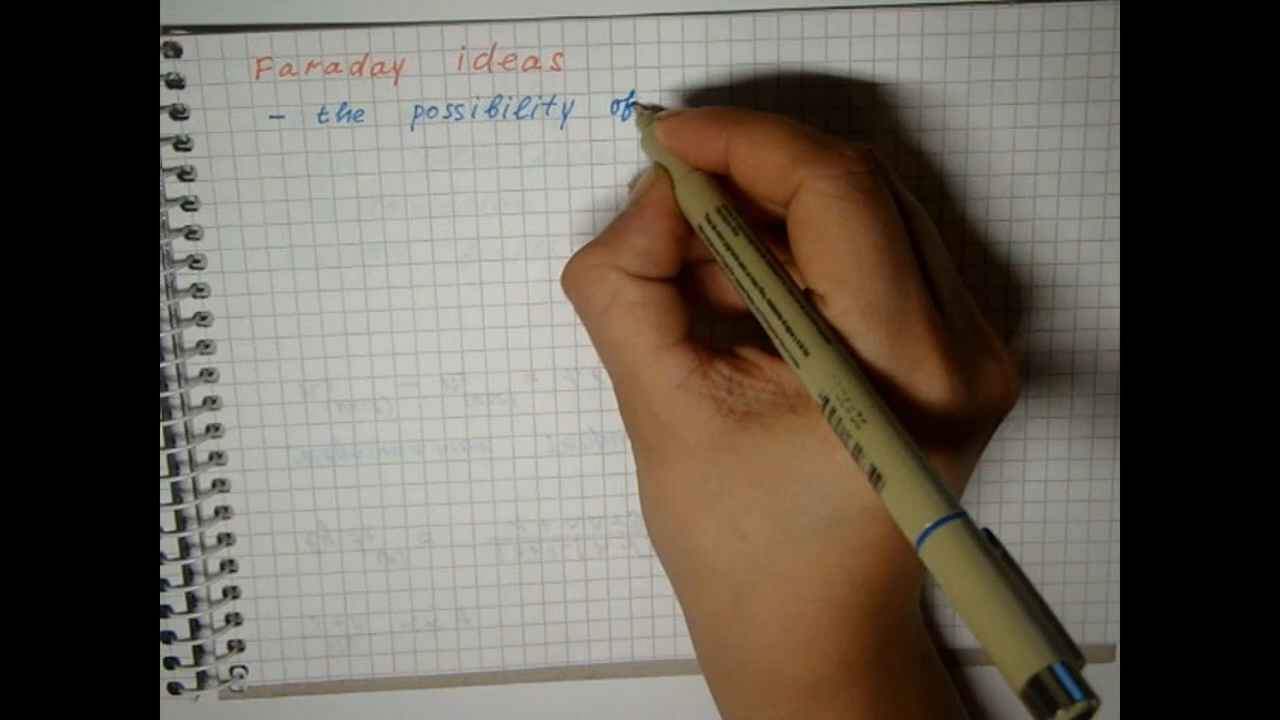 Faraday ideas
- the possibility of